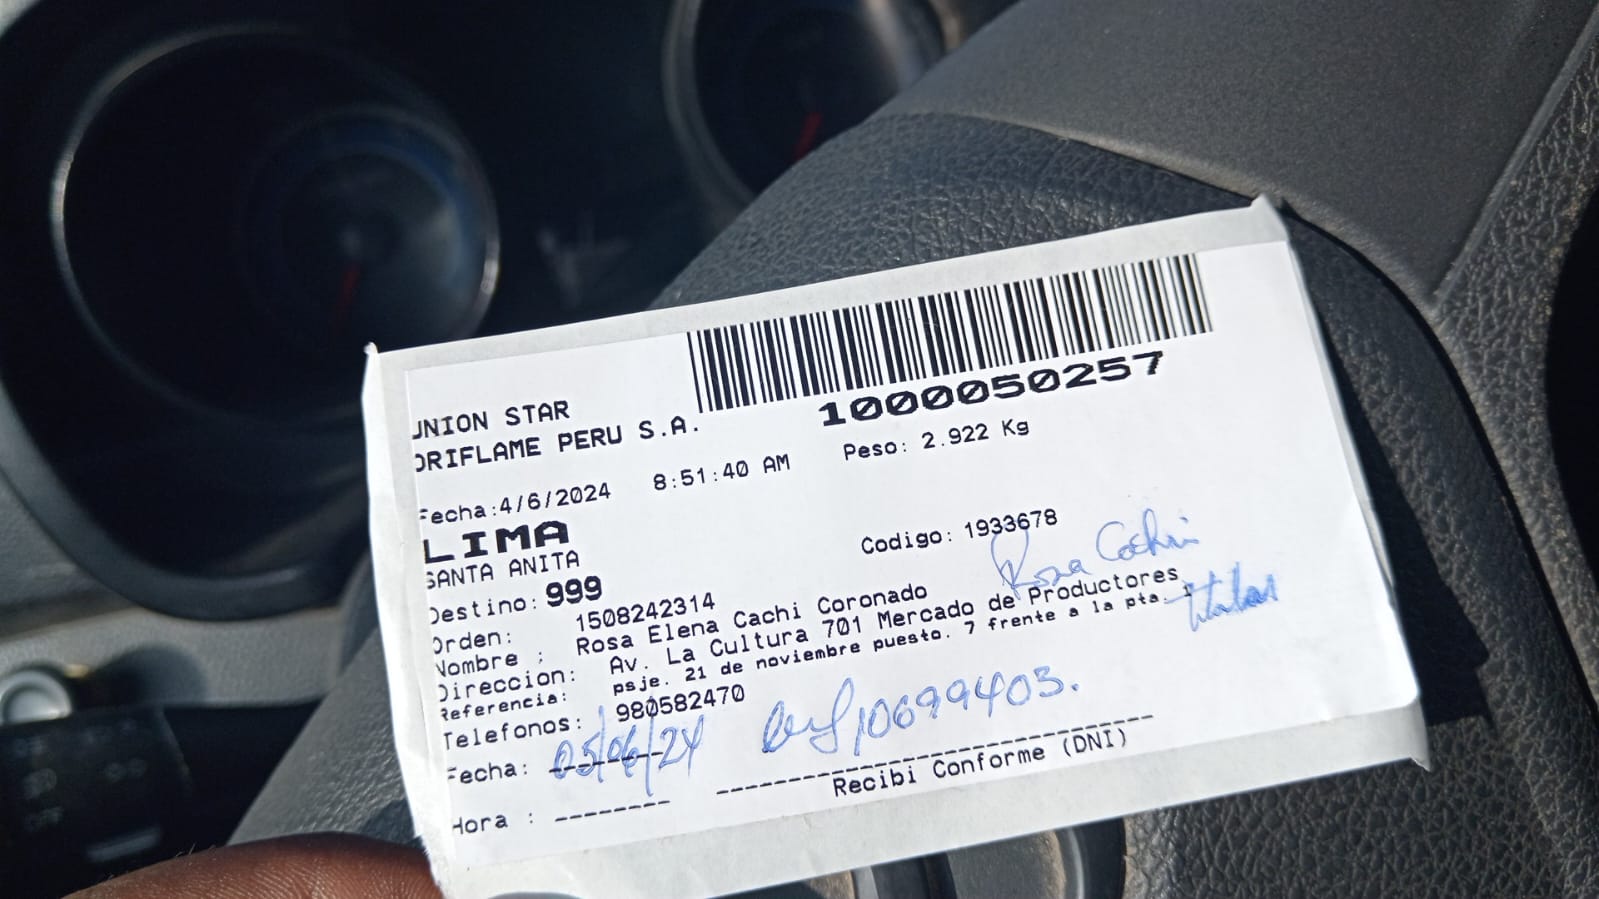 UNION STAR
ORIFLAME PERU S.A.
1000050257
Fecha:4/6/2024 8:51:40 AM Peso: 2.922 Kg
LIMA
SANTA ANITA
Codigo: 1933678
Destino: 999
Rosa Cachi
Orden: 1508242314
Nombre : Rosa Elena Cachi Coronado
titular
Direccion: Av. La Cultura 701 Mercado de Productores,
Referencia: psje. 21 de noviembre puesto. 7 frente a la pta. 1
Telefonos: 980582470
Fecha: 05/06/24 10699403.
Hora : -------- Recibi Conforme (DNI)